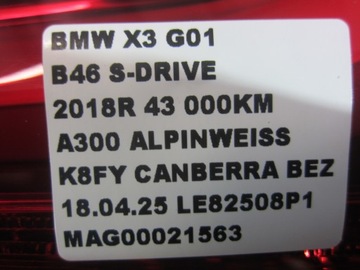 BMW X3 G01
B46 S-DRIVE
2018R 43 000KM
A300 ALPINWEISS
K8FY CANBERRA BEZ
18.04.25 LE82508P1
MAG00021563